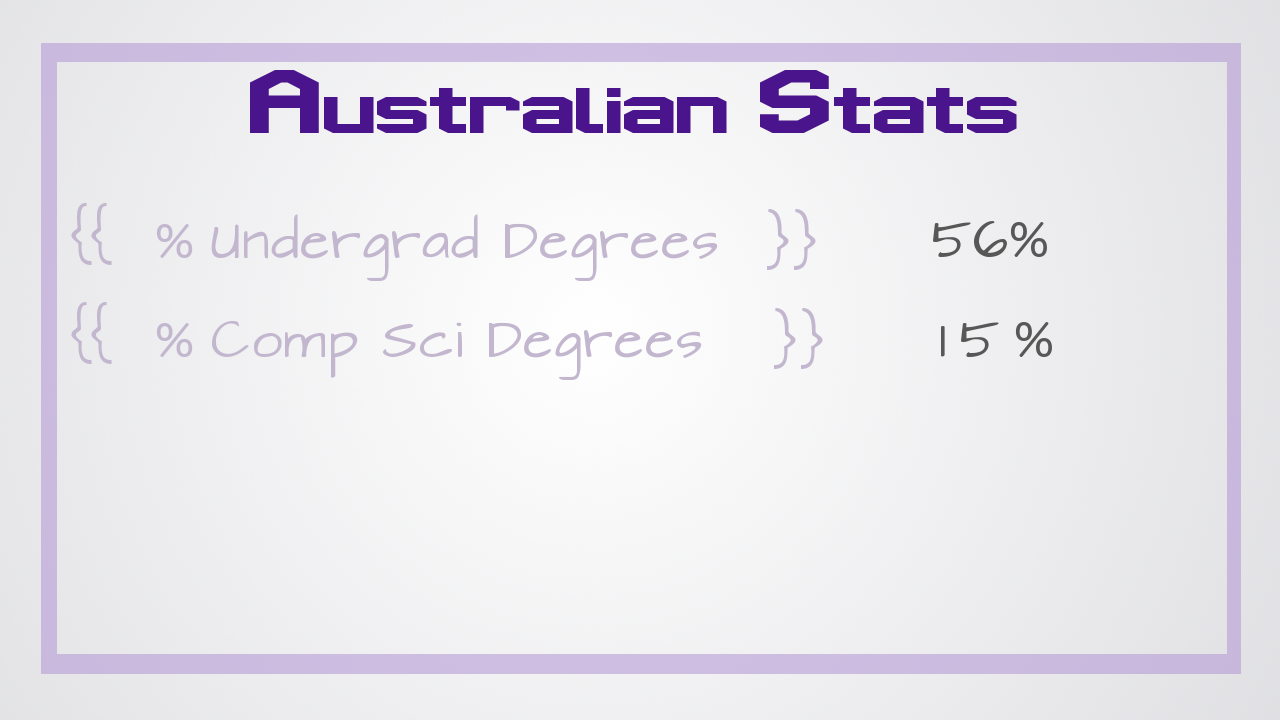 Australian Stats
{{ % Undergrad Degrees }} 56%
{{ % Comp Sci Degrees }} 15 %